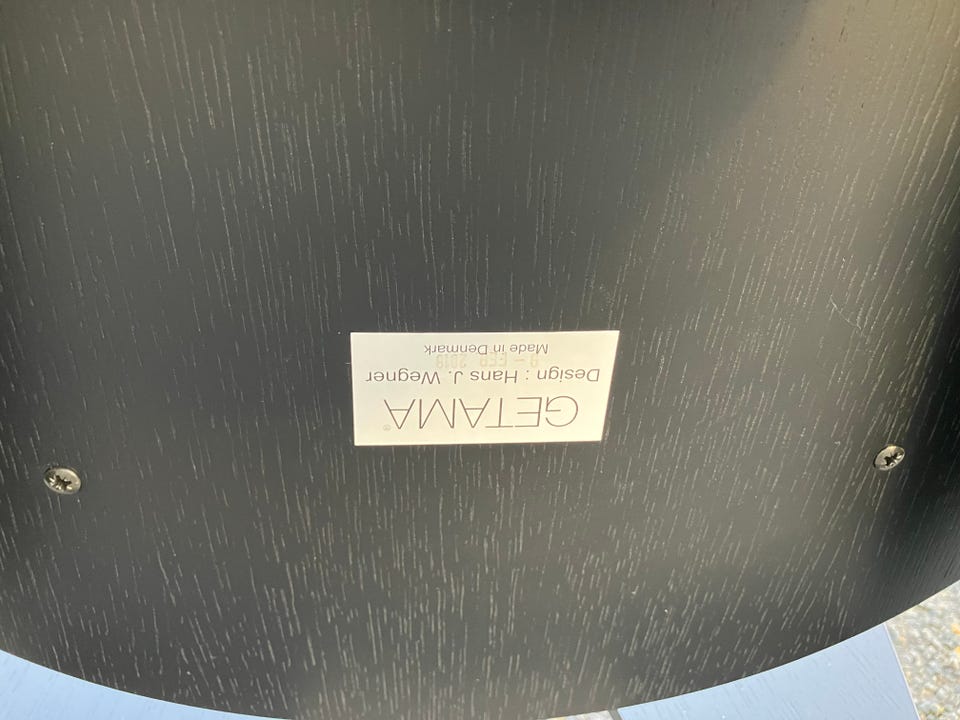 GETAMA®
Design : Hans J. Wegner
Made in Denmark